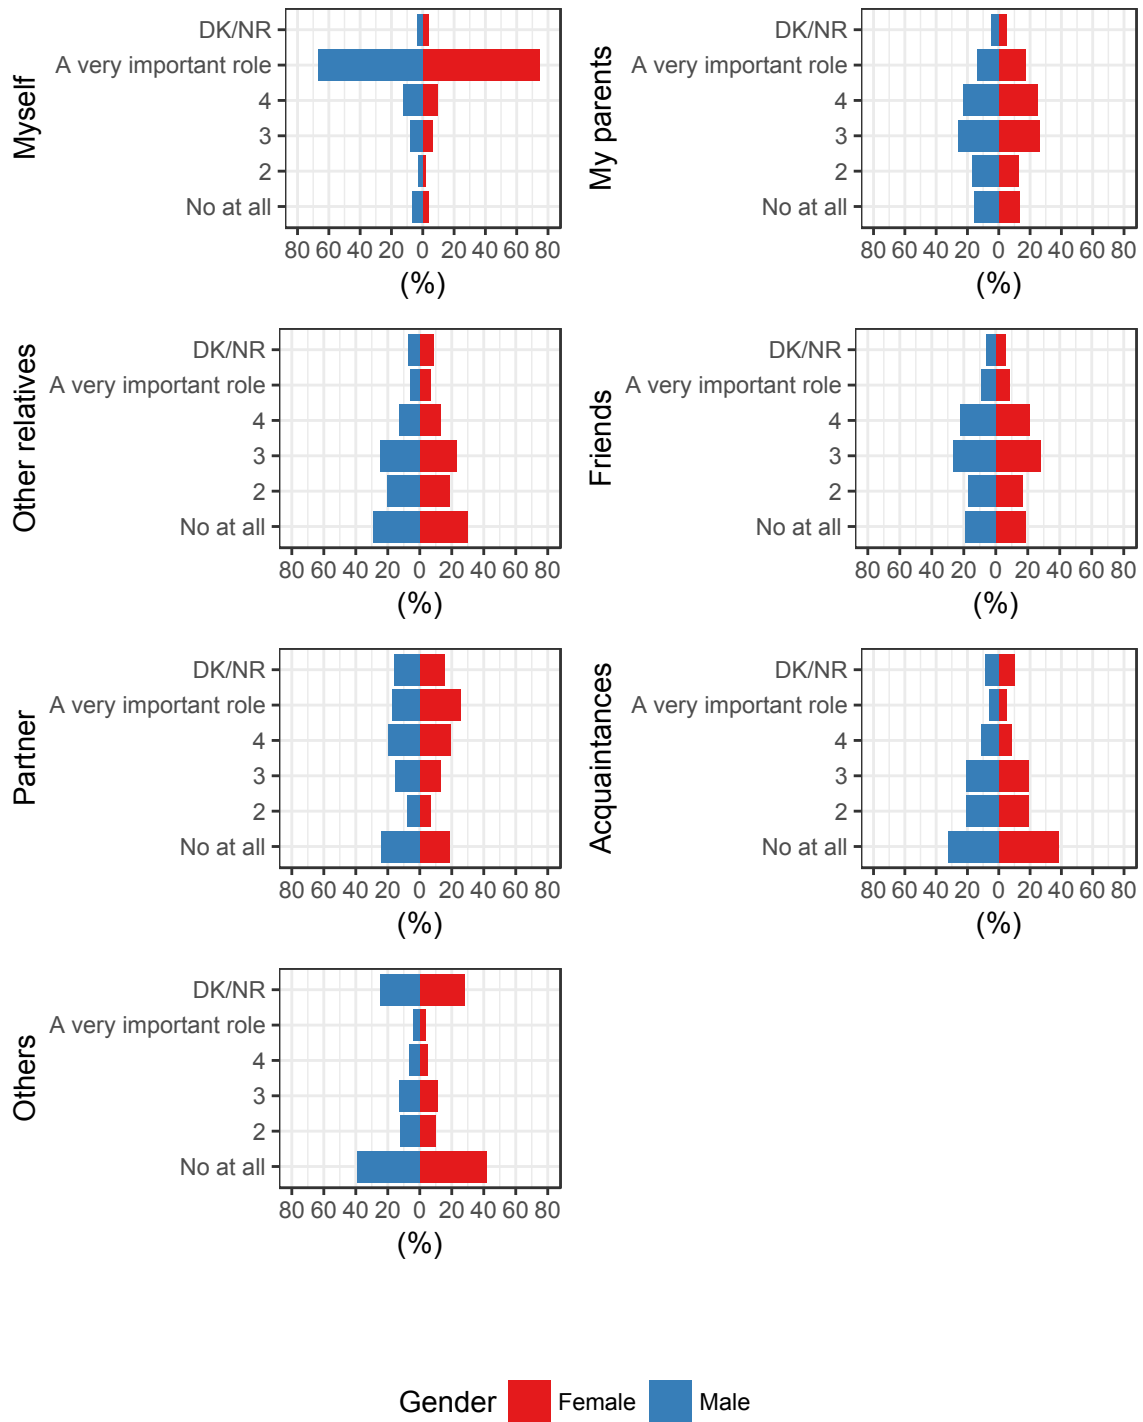 Myself
DK/NR
A very important role
4
3
2
No at all
80 60 40 20 0 20 40 60 80
(%)
My parents
DK/NR
A very important role
4
3
2
No at all
80 60 40 20 0 20 40 60 80
(%)
Other relatives
DK/NR
A very important role
4
3
2
No at all
80 60 40 20 0 20 40 60 80
(%)
Friends
DK/NR
A very important role
4
3
2
No at all
80 60 40 20 0 20 40 60 80
(%)
Partner
DK/NR
A very important role
4
3
2
No at all
80 60 40 20 0 20 40 60 80
(%)
Acquaintances
DK/NR
A very important role
4
3
2
No at all
80 60 40 20 0 20 40 60 80
(%)
Others
DK/NR
A very important role
4
3
2
No at all
80 60 40 20 0 20 40 60 80
(%)
Gender Female Male